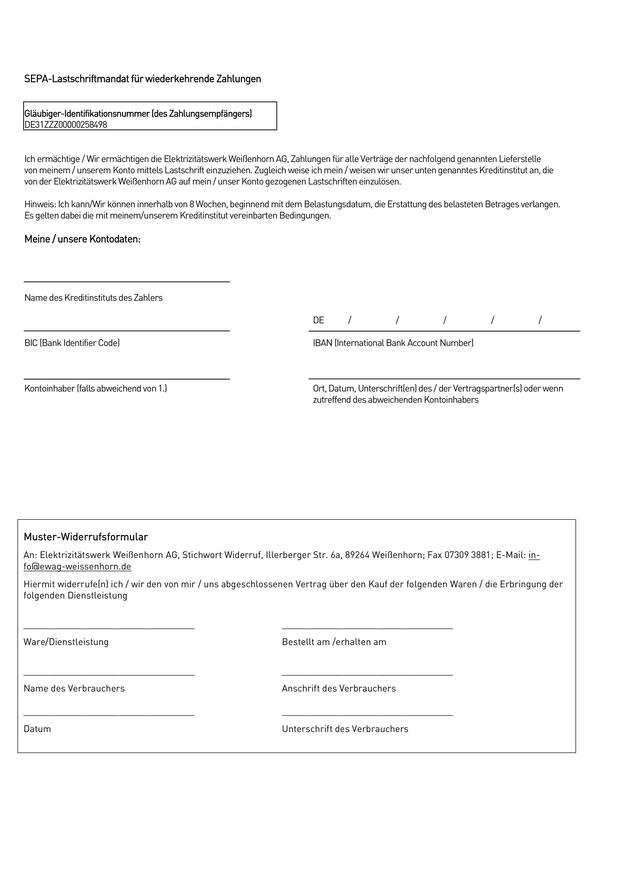 SEPA-Lastschriftmandat für wiederkehrende Zahlungen
Gläubiger-Identifikationsnummer (des Zahlungsempfängers)
DE31ZZZ00000258498
Ich ermächtige / Wir ermächtigen die Elektrizitätswerk Weißenhorn AG, Zahlungen für alle Verträge der nachfolgend genannten Lieferstelle
von meinem / unserem Konto mittels Lastschrift einzuziehen. Zugleich weise ich mein / weisen wir unser unten genanntes Kreditinstitut an, die
von der Elektrizitätswerk Weißenhorn AG auf mein / unser Konto gezogenen Lastschriften einzulösen.
Hinweis: Ich kann/Wir können innerhalb von 8 Wochen, beginnend mit dem Belastungsdatum, die Erstattung des belasteten Betrages verlangen.
Es gelten dabei die mit meinem/unserem Kreditinstitut vereinbarten Bedingungen.
Meine / unsere Kontodaten:
Name des Kreditinstituts des Zahlers
DE / / / / /
BIC (Bank Identifier Code)
IBAN (International Bank Account Number)
Kontoinhaber (falls abweichend von 1.)
Ort, Datum, Unterschrift(en) des / der Vertragspartner(s) oder wenn
zutreffend des abweichenden Kontoinhabers
Muster-Widerrufsformular
An: Elektrizitätswerk Weißenhorn AG, Stichwort Widerruf, Illerberger Str. 6a, 89264 Weißenhorn; Fax 07309 3881; E-Mail: in-
fo@ewag-weissenhorn.de
Hiermit widerrufe(n) ich / wir den von mir / uns abgeschlossenen Vertrag über den Kauf der folgenden Waren / die Erbringung der
folgenden Dienstleistung
Ware/Dienstleistung
Bestellt am /erhalten am
Name des Verbrauchers
Anschrift des Verbrauchers
Datum
Unterschrift des Verbrauchers